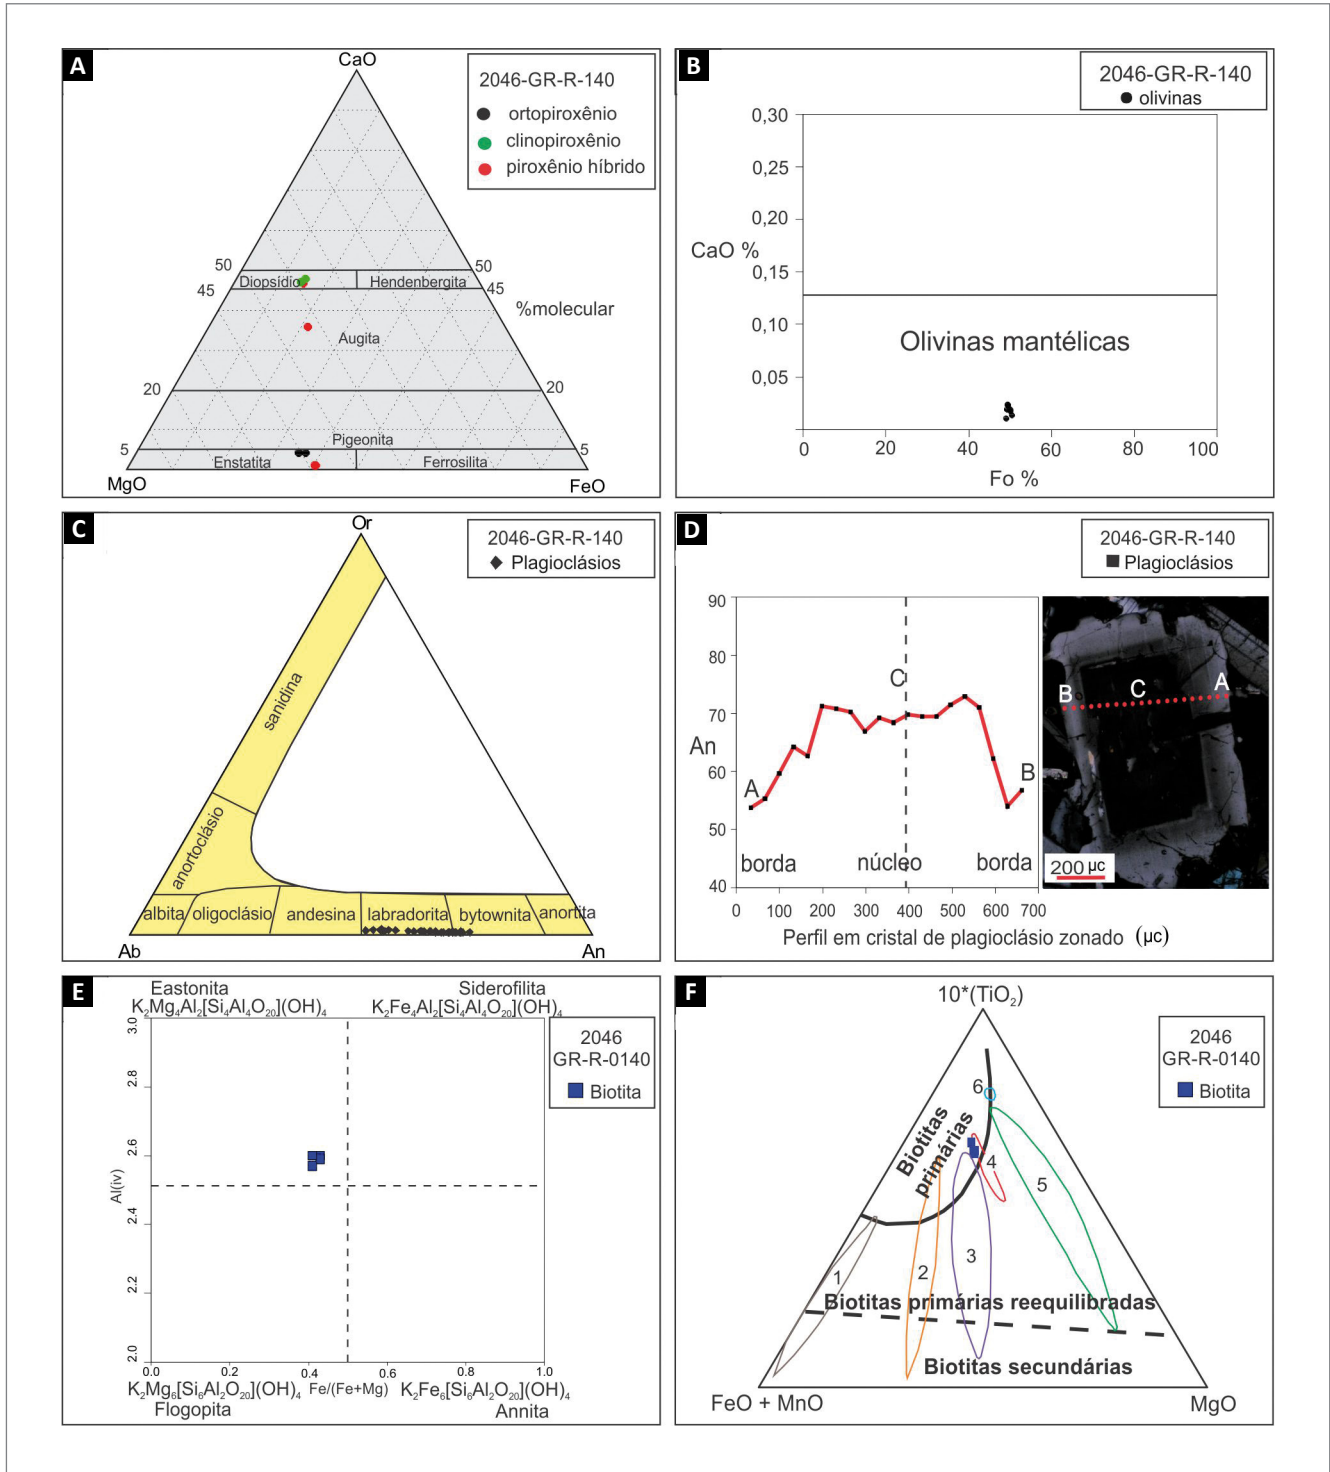 A
CaO
2046-GR-R-140
ortopiroxênio
clinopiroxênio
piroxênio híbrido
50
50
Diopsídio
Hendenbergita
45
45
%molecular
Augita
20
20
Pigeonita
5
5
Enstatita
Ferrosilita
MgO
FeO
B
2046-GR-R-140
olivinas
0,30
0,25
0,20
CaO %
0,15
0,10
Olivinas mantélicas
0,05
0
20
40
60
80
100
Fo %
C
Or
2046-GR-R-140
Plagioclásios
sanidina
anortoclásio
albita
oligoclásio
andesina
labradorita
bytownita
anortita
Ab
An
D
2046-GR-R-140
Plagioclásios
90
80
C
70
An
60
A
B
50
borda
núcleo
borda
40
0
100
200
300
400
500
600
700
Perfil em cristal de plagioclásio zonado (µc)
B
C
A
200 µc
E
Eastonita
Siderofilita
K2Mg4Al2[Si4Al4O20](OH)4
K2Fe4Al2[Si4Al4O20](OH)4
2046
GR-R-0140
Biotita
3.0
2.8
2.6
Al(iv)
2.4
2.2
2.0
0.0
0.2
0.4
0.6
0.8
1.0
K2Mg6[Si6Al2O20](OH)4
Fe/(Fe+Mg)
K2Fe6[Si6Al2O20](OH)4
Flogopita
Annita
F
10*(TiO2)
2046
GR-R-0140
Biotita
6
Biotitas
primárias
4
5
3
2
1
Biotitas primárias reequilibradas
Biotitas secundárias
FeO + MnO
MgO